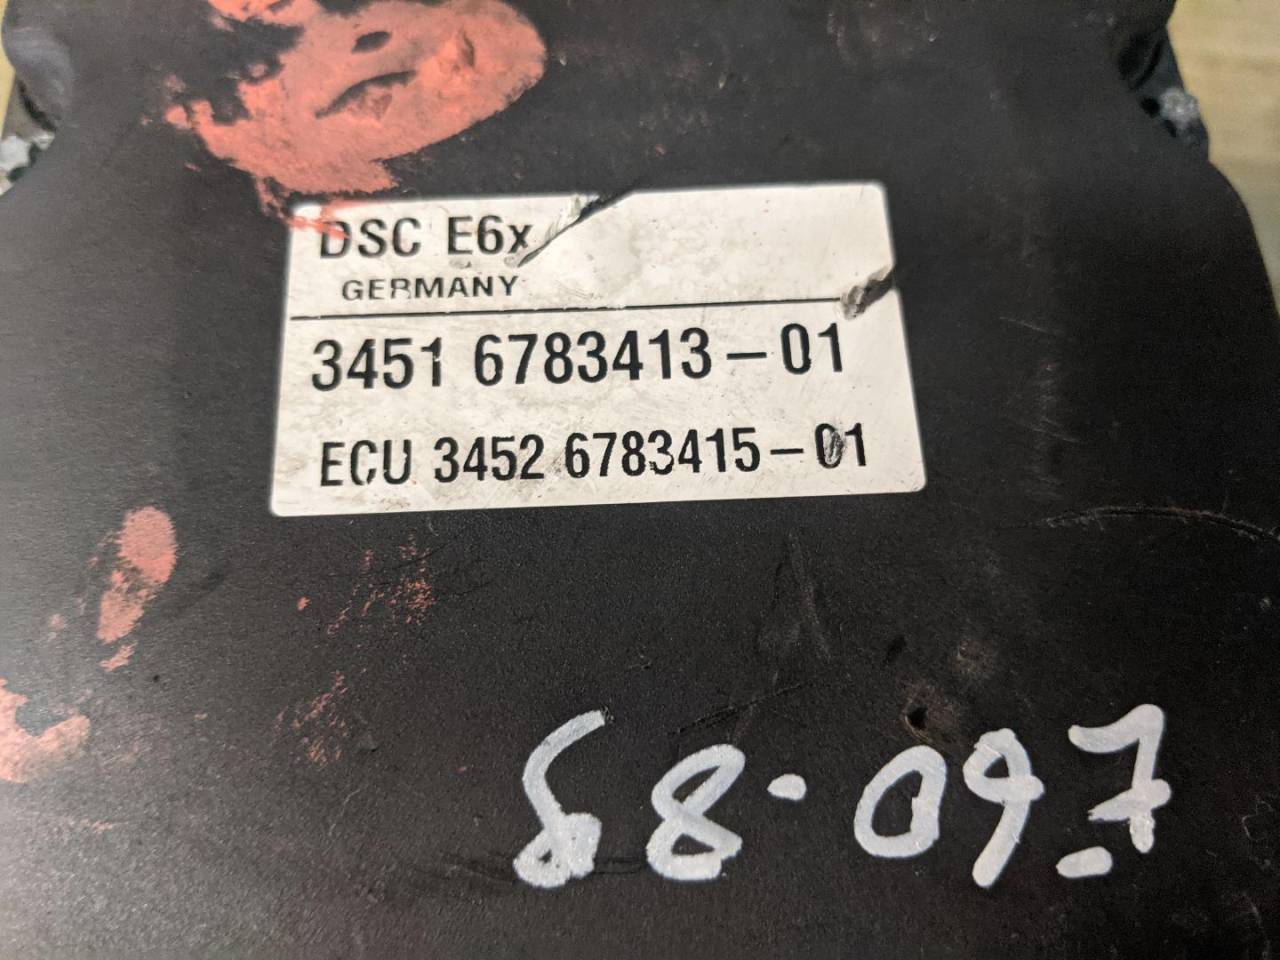 DSC E6x
GERMANY
3451 6783413-01
ECU 3452 6783415-01